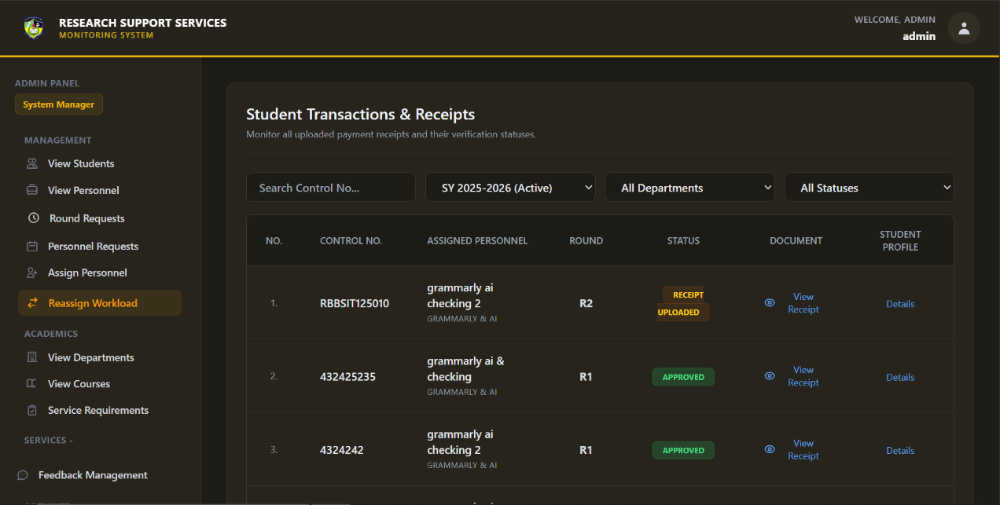 RESEARCH SUPPORT SERVICES
MONITORING SYSTEM
WELCOME, ADMIN
admin
ADMIN PANEL
System Manager
MANAGEMENT
View Students
View Personnel
Round Requests
Personnel Requests
Assign Personnel
Reassign Workload
ACADEMICS
View Departments
View Courses
Service Requirements
SERVICES -
Feedback Management
Student Transactions & Receipts
Monitor all uploaded payment receipts and their verification statuses.
Search Control No...
SY 2025-2026 (Active)
All Departments
All Statuses
NO.
CONTROL NO.
ASSIGNED PERSONNEL
ROUND
STATUS
DOCUMENT
STUDENT
PROFILE
1.
RBBSIT125010
grammarly ai
checking 2
GRAMMARLY & AI
R2
RECEIPT
UPLOADED
View
Receipt
Details
2.
432425235
grammarly ai &
checking
GRAMMARLY & AI
R1
APPROVED
View
Receipt
Details
3.
4324242
grammarly ai
checking 2
GRAMMARLY & AI
R1
APPROVED
View
Receipt
Details